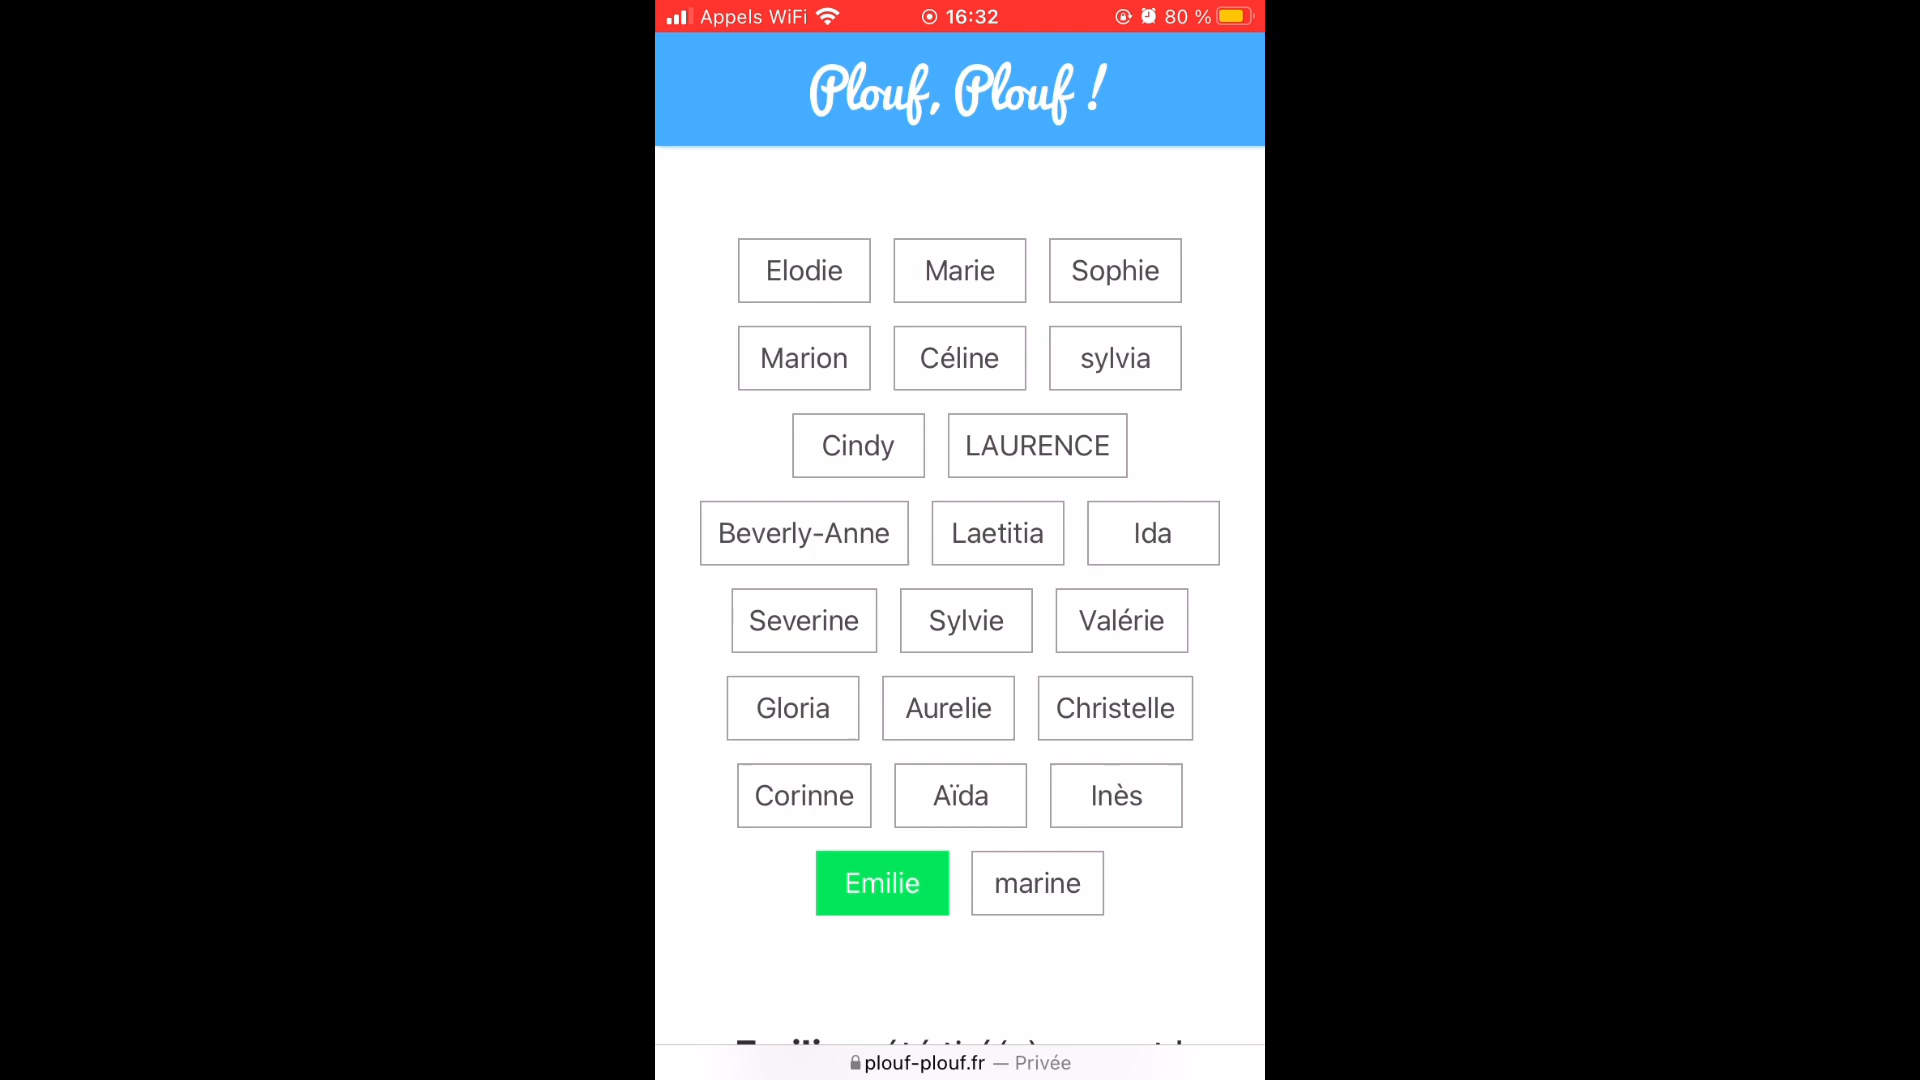 Appels WiFi 16:32 80 %
Plouf, Plouf !
Elodie Marie Sophie
Marion Céline sylvia
Cindy LAURENCE
Beverly-Anne Laetitia Ida
Severine Sylvie Valérie
Gloria Aurelie Christelle
Corinne Aïda Inès
Emilie marine
plouf-plouf.fr — Privée